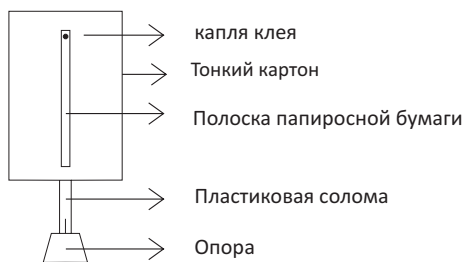 капля клея
Тонкий картон
Полоска папиросной бумаги
Пластиковая солома
Опора